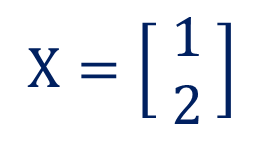 X = [ 1
2 ]